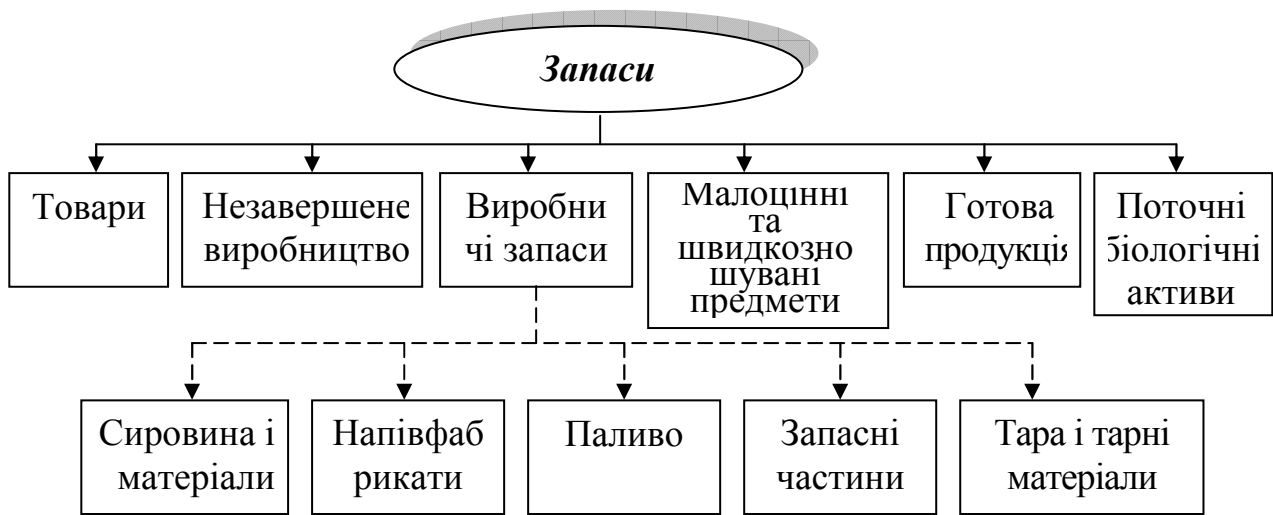 Запаси
Товари
Незавершене
виробництво
Виробни
чі запаси
Малоцінні
та
швидкозно
шувані
предмети
Готова
продукція
Поточні
біологічні
активи
Сировина і
матеріали
Напівфаб
рикати
Паливо
Запасні
частини
Тара і тарні
матеріали